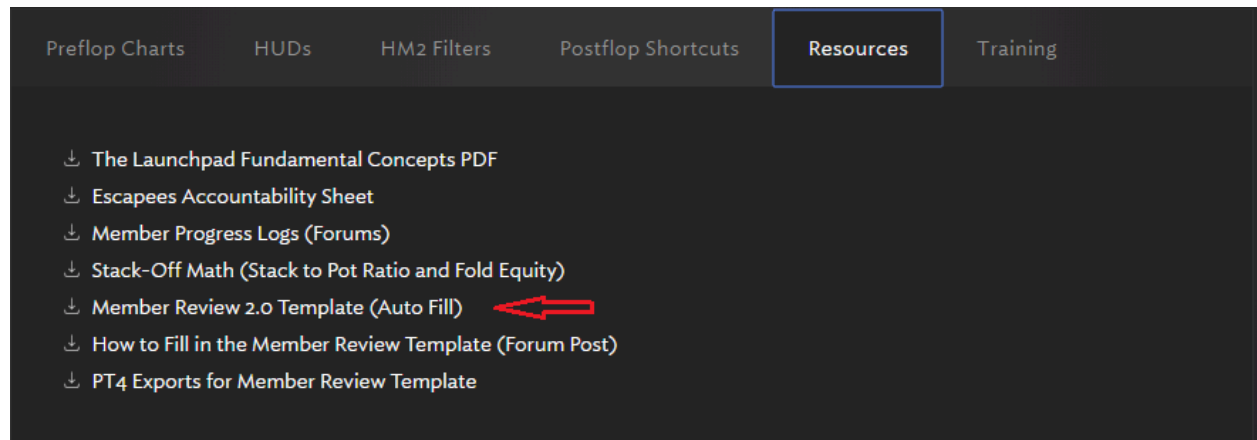 Preflop Charts HUDs HM2 Filters Postflop Shortcuts Resources Training
The Launchpad Fundamental Concepts PDF
Escapees Accountability Sheet
Member Progress Logs (Forums)
Stack-Off Math (Stack to Pot Ratio and Fold Equity)
Member Review 2.0 Template (Auto Fill)
How to Fill in the Member Review Template (Forum Post)
PT4 Exports for Member Review Template